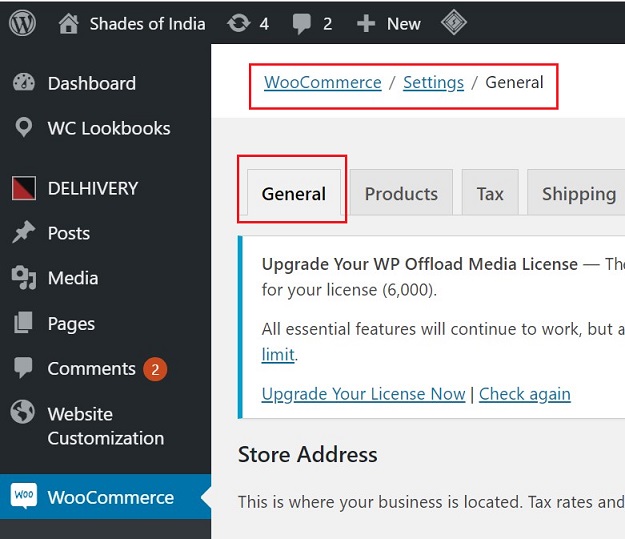 Shades of India 4 2 New
Dashboard
WC Lookbooks
DELHIVERY
Posts
Media
Pages
Comments 2
Website
Customization
Woo WooCommerce
WooCommerce / Settings / General
General Products Tax Shipping
Upgrade Your WP Offload Media License — The
for your license (6,000).
All essential features will continue to work, but a
limit.
Upgrade Your License Now | Check again
Store Address
This is where your business is located. Tax rates and